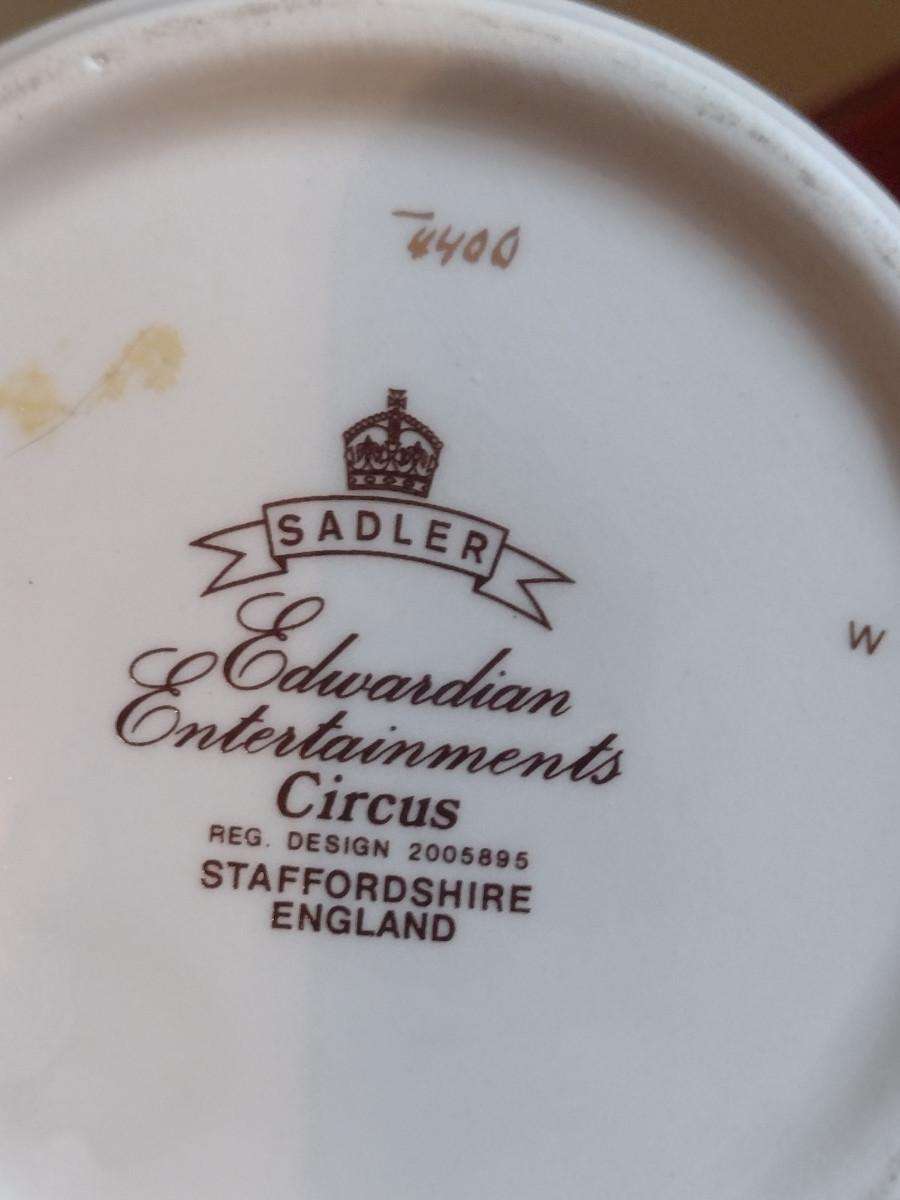 4400
SADLER
Edwardian
Entertainments
Circus
REG. DESIGN 2005895
STAFFORDSHIRE
ENGLAND
W